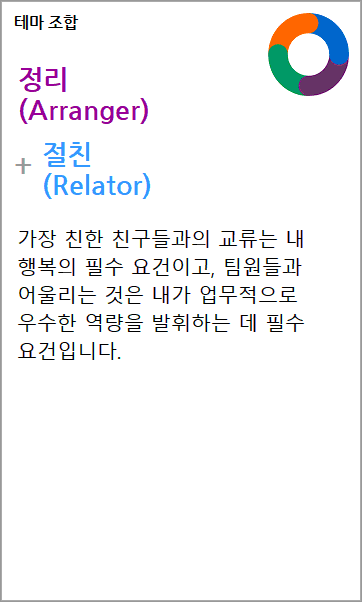 테마 조합
정리
(Arranger)
+ 절친
(Relator)
가장 친한 친구들과의 교류는 내
행복의 필수 요건이고, 팀원들과
어울리는 것은 내가 업무적으로
우수한 역량을 발휘하는 데 필수
요건입니다.